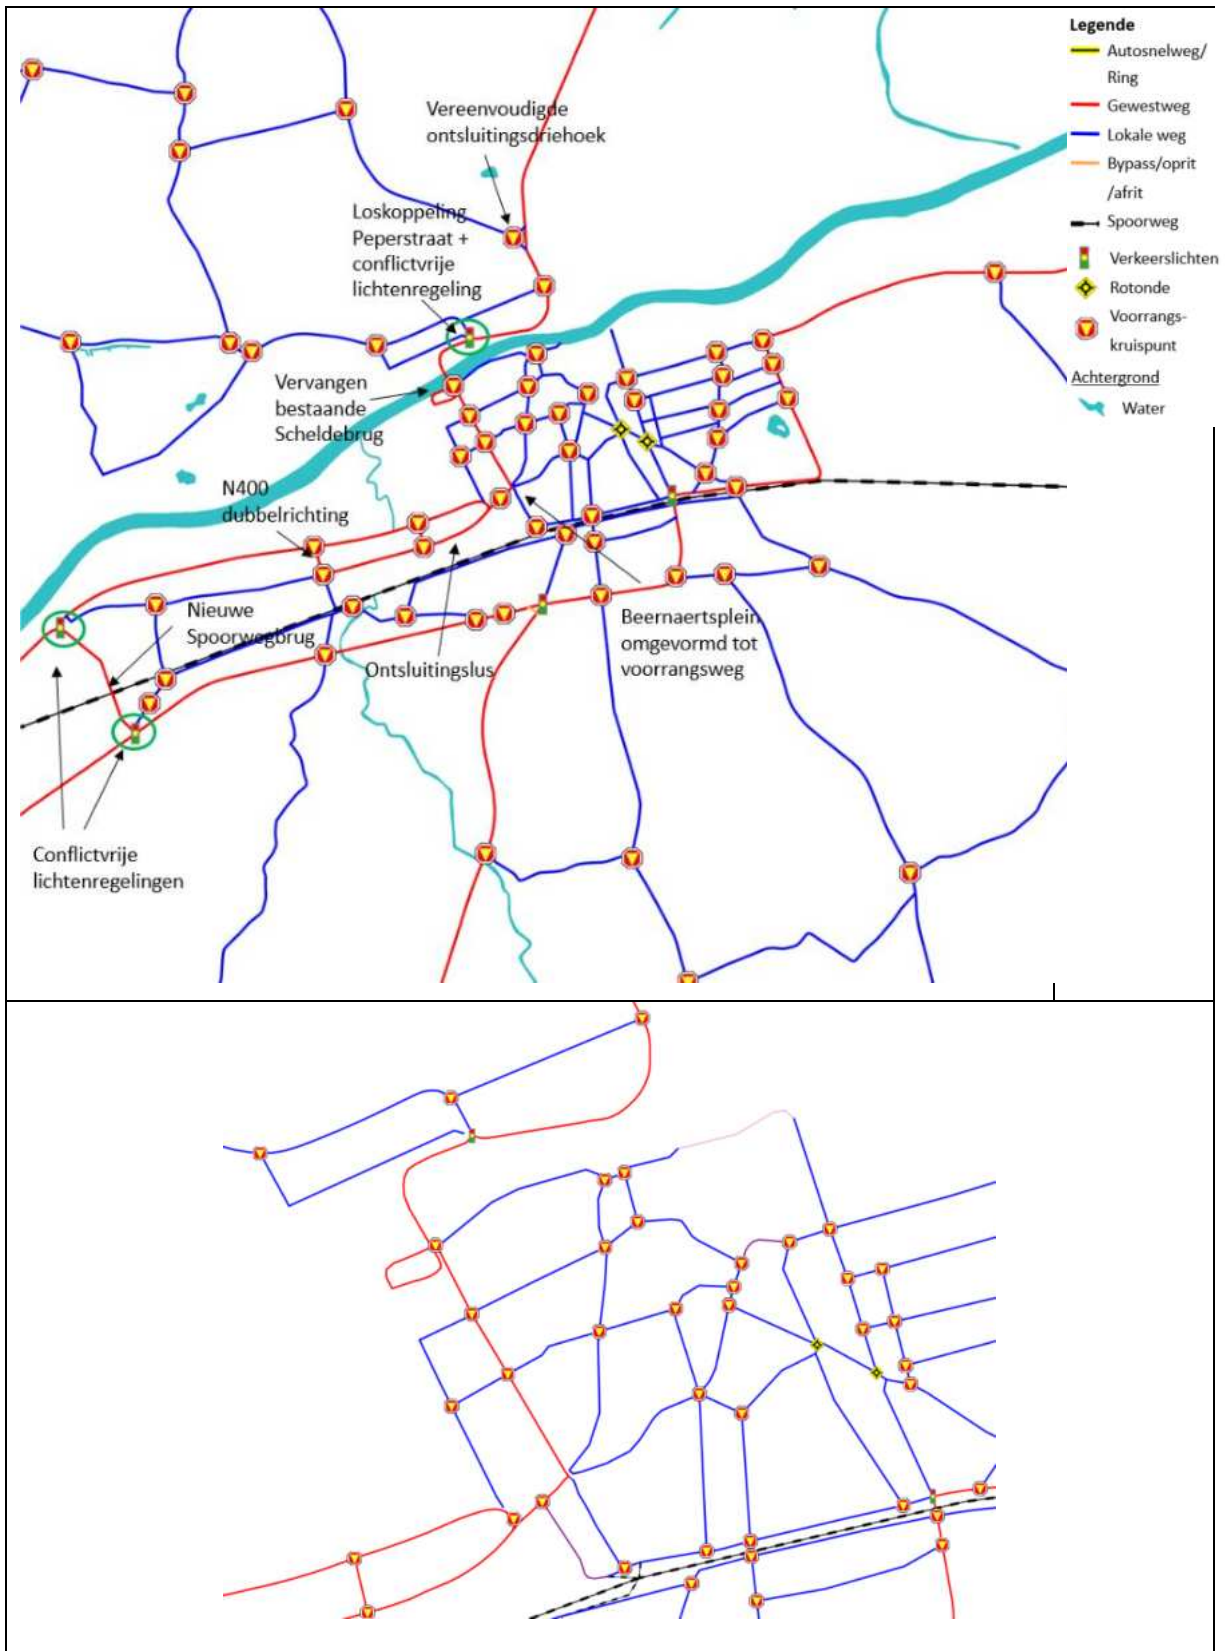 Legende
Autosnelweg/
Ring
Gewestweg
Lokale weg
Bypass/oprit
/afrit
Spoorweg
Verkeerslichten
Rotonde
Voorrangs-
kruispunt
Achtergrond
Water
Vereenvoudigde
ontsluitingsdriehoek
Loskoppeling
Peperstraat +
conflictvrije
lichtenregeling
Vervangen
bestaande
Scheldebrug
N400
dubbelrichting
Nieuwe
Spoorwegbrug
Ontsluitingslus
Beernaertsplein
omgevormd tot
voorrangsweg
Conflictvrije
lichtenregelingen